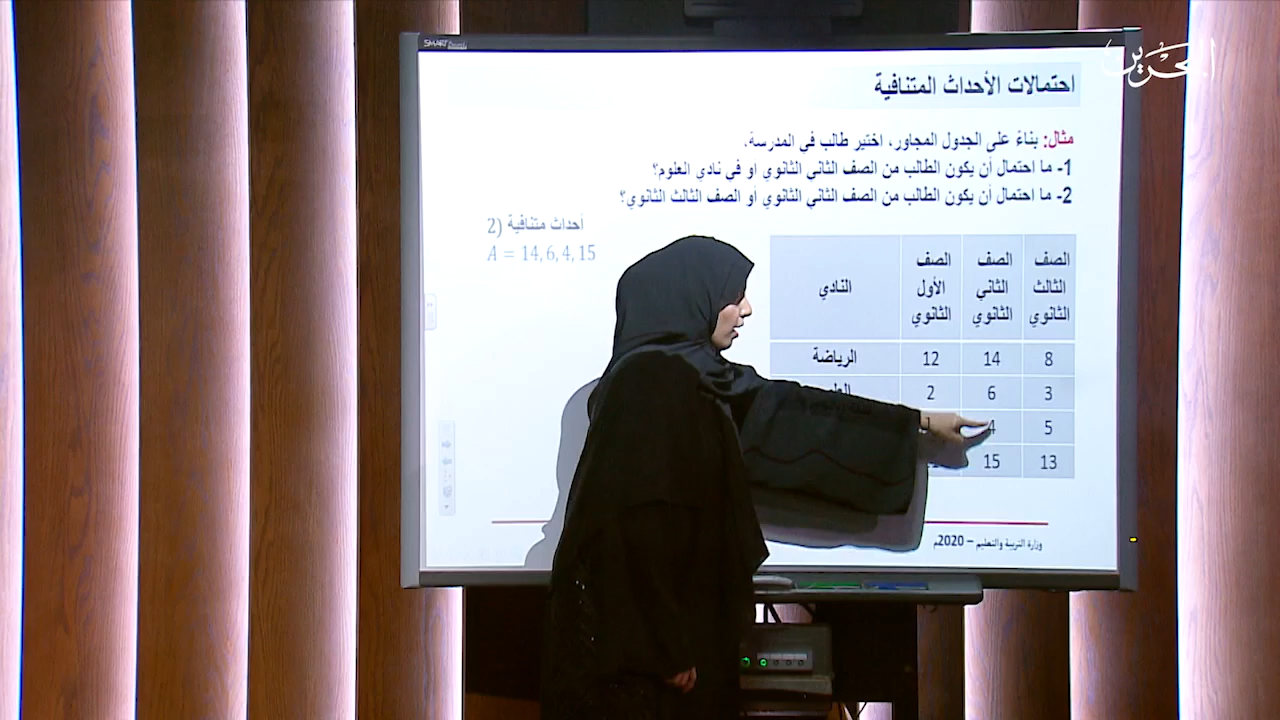 SMART
البحرين
احتمالات الأحداث المتنافية
مثال: بناءً على الجدول المجاور، اختير طالب في المدرسة،
1- ما احتمال أن يكون الطالب من الصف الثاني الثانوي او في نادي العلوم؟
2- ما احتمال أن يكون الطالب من الصف الثاني الثانوي أو الصف الثالث الثانوي؟
أحداث متنافية (2
A = 14, 6, 4, 15
الصف الثالث الثانوي
الصف الثاني الثانوي
الصف الأول الثانوي
النادي
8 14 12 الرياضة
3 6 2
5 4
13 15
وزارة التربية والتعليم – 2020م